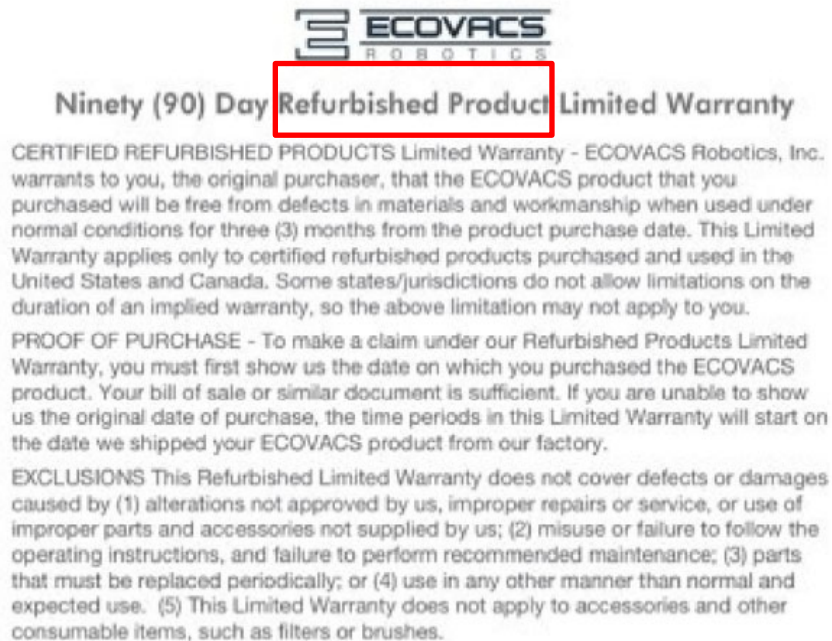 ECOVACS
ROBOTICS
Ninety (90) Day Refurbished Product Limited Warranty
CERTIFIED REFURBISHED PRODUCTS Limited Warranty - ECOVACS Robotics, Inc.
warrants to you, the original purchaser, that the ECOVACS product that you
purchased will be free from defects in materials and workmanship when used under
normal conditions for three (3) months from the product purchase date. This Limited
Warranty applies only to certified refurbished products purchased and used in the
United States and Canada. Some states/jurisdictions do not allow limitations on the
duration of an implied warranty, so the above limitation may not apply to you.
PROOF OF PURCHASE - To make a claim under our Refurbished Products Limited
Warranty, you must first show us the date on which you purchased the ECOVACS
product. Your bill of sale or similar document is sufficient. If you are unable to show
us the original date of purchase, the time periods in this Limited Warranty will start on
the date we shipped your ECOVACS product from our factory.
EXCLUSIONS This Refurbished Limited Warranty does not cover defects or damages
caused by (1) alterations not approved by us, improper repairs or service, or use of
improper parts and accessories not supplied by us; (2) misuse or failure to follow the
operating instructions, and failure to perform recommended maintenance; (3) parts
that must be replaced periodically; or (4) use in any other manner than normal and
expected use. (5) This Limited Warranty does not apply to accessories and other
consumable items, such as filters or brushes.